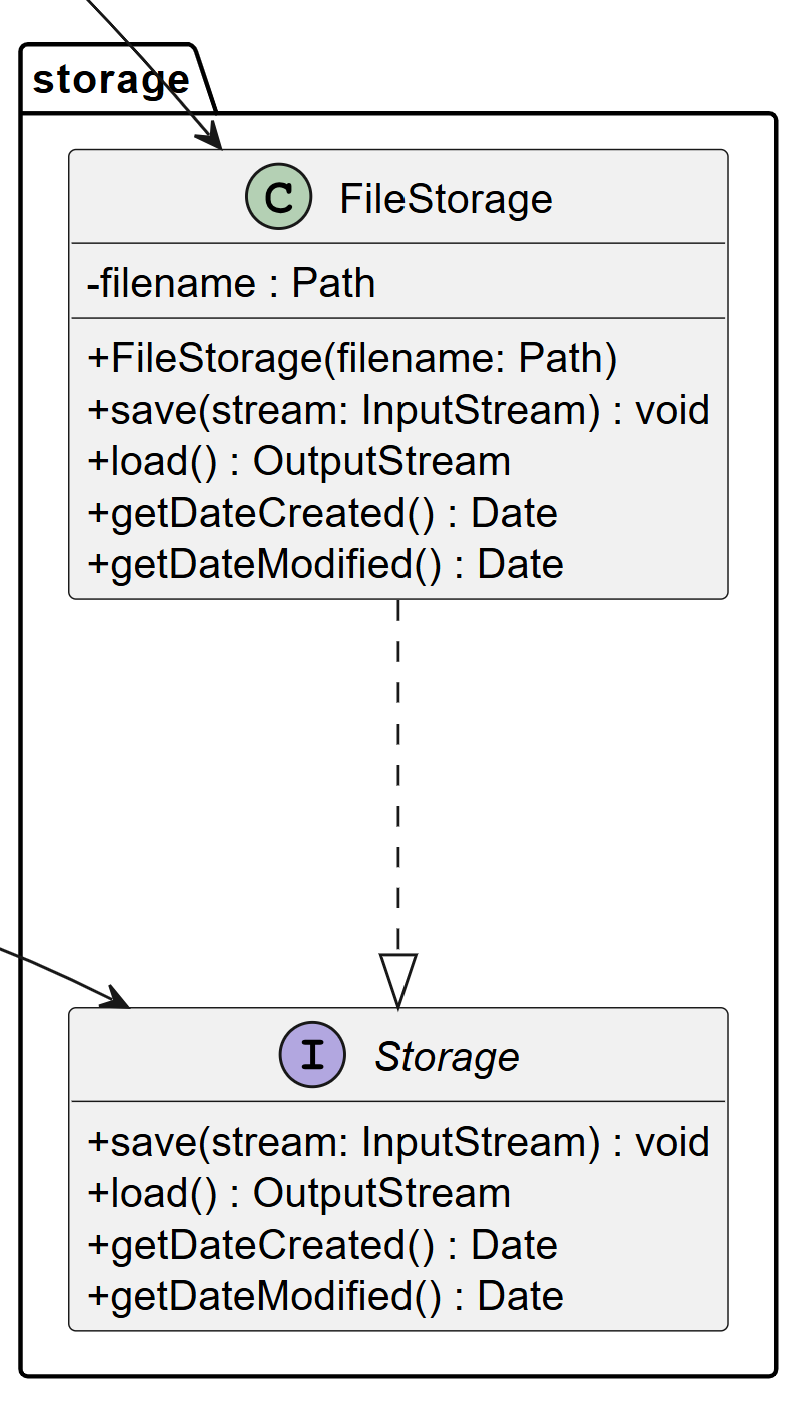 storage
C FileStorage
-filename : Path
+FileStorage(filename: Path)
+save(stream: InputStream) : void
+load() : OutputStream
+getDateCreated() : Date
+getDateModified() : Date
I Storage
+save(stream: InputStream) : void
+load() : OutputStream
+getDateCreated() : Date
+getDateModified() : Date